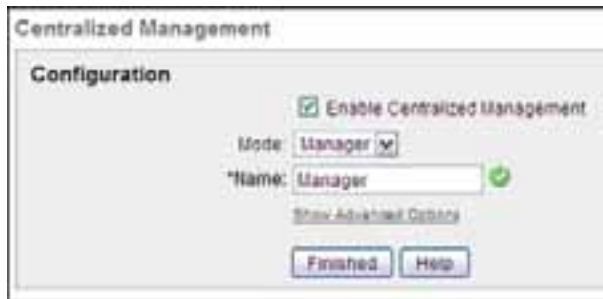 Centralized Management
Configuration
Enable Centralized Management
Mode: Manager
*Name: Manager
Show Advanced Options
Finished Help